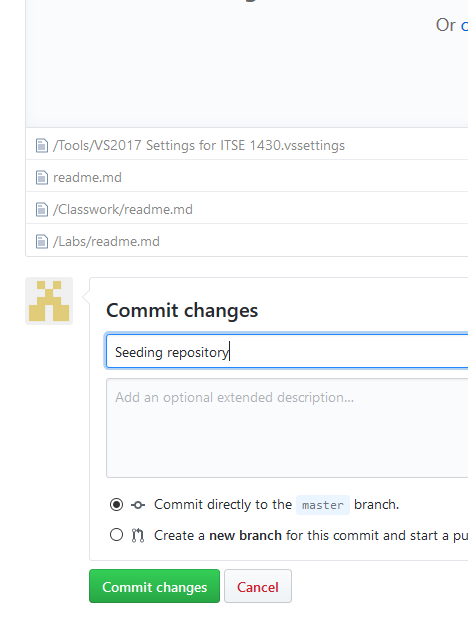 Or
/Tools/VS2017 Settings for ITSE 1430.vssettings
readme.md
/Classwork/readme.md
/Labs/readme.md
Commit changes
Seeding repository
Add an optional extended description...
Commit directly to the master branch.
Create a new branch for this commit and start a pu
Commit changes Cancel